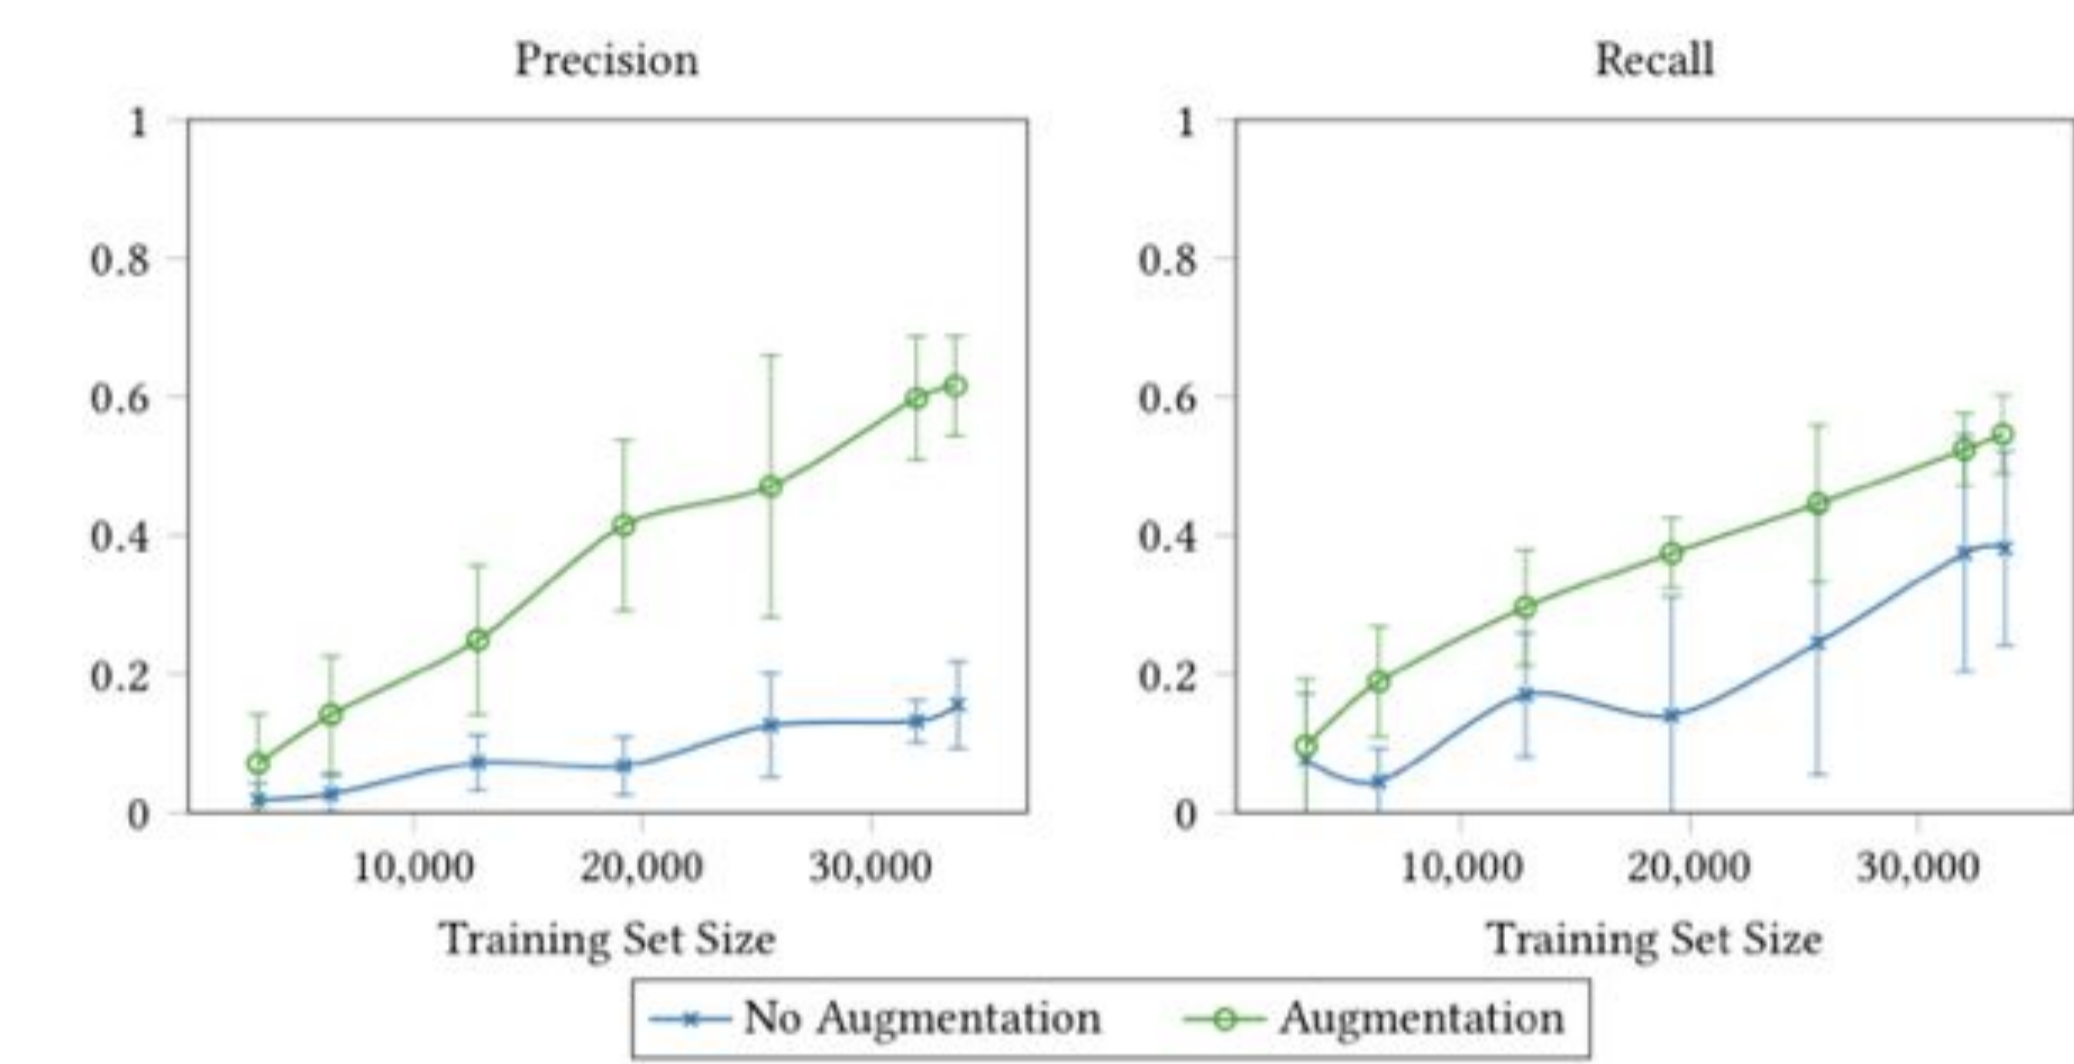 Precision
1
0.8
0.6
0.4
0.2
0
10,000 20,000 30,000
Training Set Size
Recall
1
0.8
0.6
0.4
0.2
0
10,000 20,000 30,000
Training Set Size
No Augmentation Augmentation